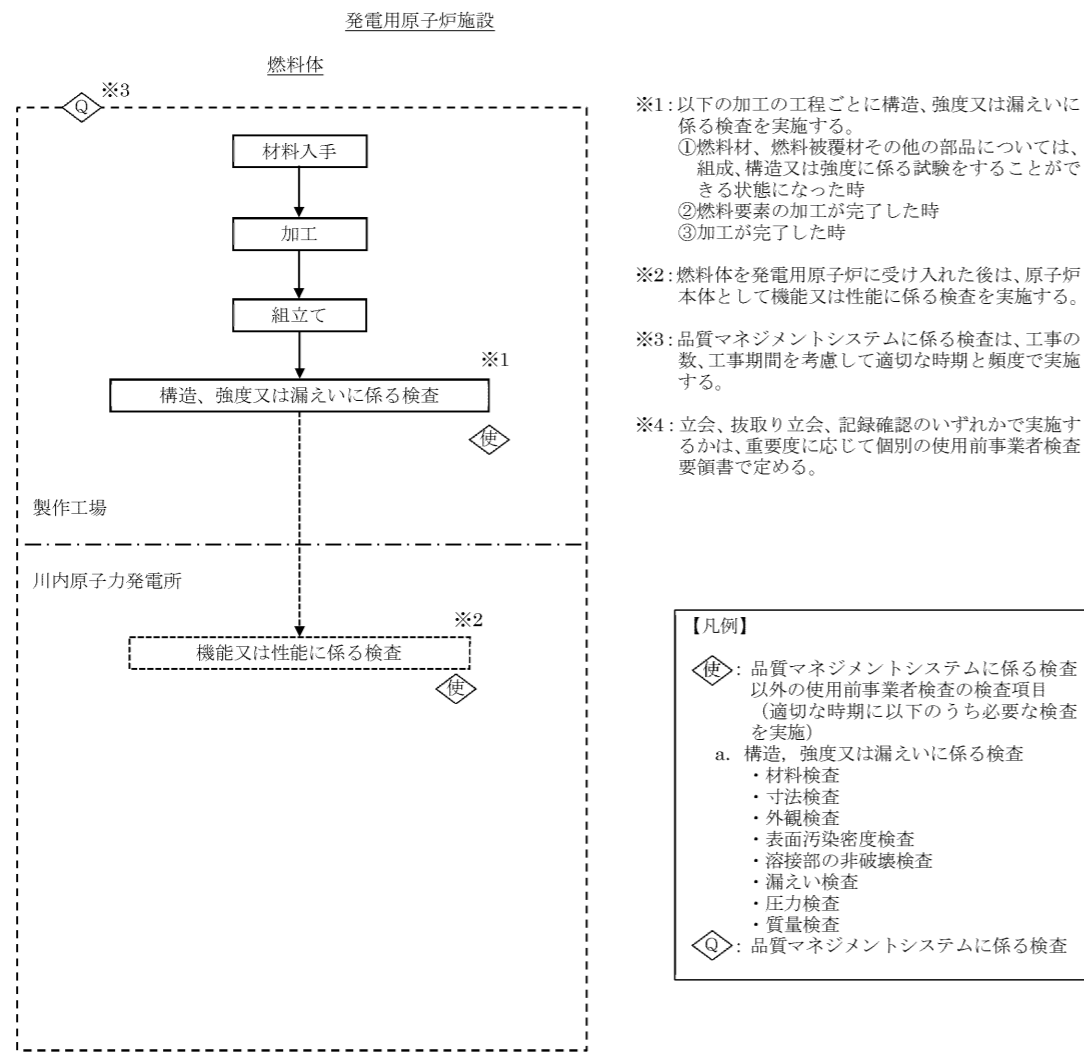 発電用原子炉施設
燃料体
Q ※3
材料入手
加工
組立て
※1
構造、強度又は漏えいに係る検査
使
製作工場
川内原子力発電所
※2
機能又は性能に係る検査
使
※1：以下の加工の工程ごとに構造、強度又は漏えいに
係る検査を実施する。
①燃料材、燃料被覆材その他の部品については、
組成、構造又は強度に係る試験をすることがで
きる状態になった時
②燃料要素の加工が完了した時
③加工が完了した時
※2：燃料体を発電用原子炉に受け入れた後は、原子炉
本体として機能又は性能に係る検査を実施する。
※3：品質マネジメントシステムに係る検査は、工事の
数、工事期間を考慮して適切な時期と頻度で実施
する。
※4：立会、抜取り立会、記録確認のいずれかで実施す
るかは、重要度に応じて個別の使用前事業者検査
要領書で定める。
【凡例】
使：品質マネジメントシステムに係る検査
以外の使用前事業者検査の検査項目
（適切な時期に以下のうち必要な検査
を実施）
a. 構造，強度又は漏えいに係る検査
・材料検査
・寸法検査
・外観検査
・表面汚染密度検査
・溶接部の非破壊検査
・漏えい検査
・圧力検査
・質量検査
Q：品質マネジメントシステムに係る検査